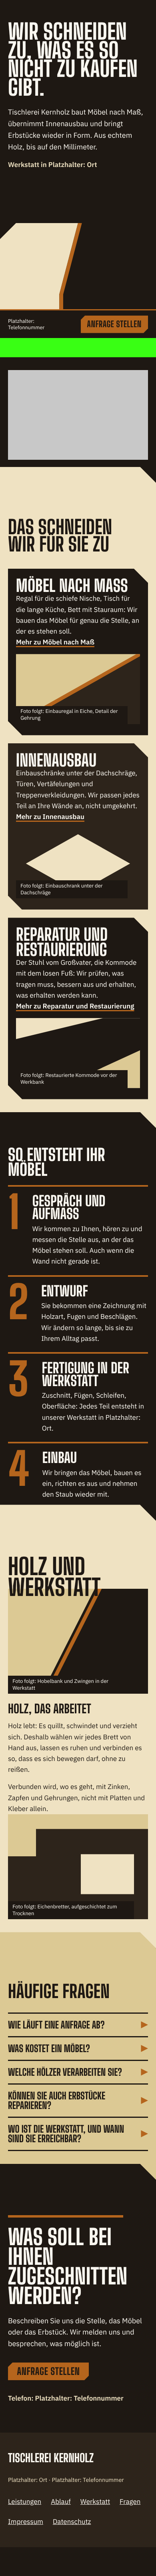 WIR SCHNEIDEN
ZU, WAS ES SO
NICHT ZU KAUFEN
GIBT.
Tischlerei Kernholz baut Möbel nach Maß,
übernimmt Innenausbau und bringt
Erbstücke wieder in Form. Aus echtem
Holz, bis auf den Millimeter.
Werkstatt in Platzhalter: Ort
Platzhalter:
Telefonnummer
ANFRAGE STELLEN
DAS SCHNEIDEN
WIR FÜR SIE ZU
MÖBEL NACH MASS
Regal für die schiefe Nische, Tisch für
die lange Küche, Bett mit Stauraum: Wir
bauen das Möbel für genau die Stelle, an
der es stehen soll.
Mehr zu Möbel nach Maß
Foto folgt: Einbauregal in Eiche, Detail der
Gehrung
INNENAUSBAU
Einbauschränke unter der Dachschräge,
Türen, Vertäfelungen und
Treppenverkleidungen. Wir passen jedes
Teil an Ihre Wände an, nicht umgekehrt.
Mehr zu Innenausbau
Foto folgt: Einbauschrank unter der
Dachschräge
REPARATUR UND
RESTAURIERUNG
Der Stuhl vom Großvater, die Kommode
mit dem losen Fuß: Wir prüfen, was
tragen muss, bessern aus und erhalten,
was erhalten werden kann.
Mehr zu Reparatur und Restaurierung
Foto folgt: Restaurierte Kommode vor der
Werkbank
SO ENTSTEHT IHR
MÖBEL
1
GESPRÄCH UND
AUFMASS
Wir kommen zu Ihnen, hören zu und
messen die Stelle aus, an der das
Möbel stehen soll. Auch wenn die
Wand nicht gerade ist.
2
ENTWURF
Sie bekommen eine Zeichnung mit
Holzart, Fugen und Beschlägen.
Wir ändern so lange, bis sie zu
Ihrem Alltag passt.
3
FERTIGUNG IN DER
WERKSTATT
Zuschnitt, Fügen, Schleifen,
Oberfläche: Jedes Teil entsteht in
unserer Werkstatt in Platzhalter:
Ort.
4
EINBAU
Wir bringen das Möbel, bauen es
ein, richten es aus und nehmen
den Staub wieder mit.
HOLZ UND
WERKSTATT
Foto folgt: Hobelbank und Zwingen in der
Werkstatt
HOLZ, DAS ARBEITET
Holz lebt: Es quillt, schwindet und verzieht
sich. Deshalb wählen wir jedes Brett von
Hand aus, lassen es ruhen und verbinden es
so, dass es sich bewegen darf, ohne zu
reißen.
Verbunden wird, wo es geht, mit Zinken,
Zapfen und Gehrungen, nicht mit Platten und
Kleber allein.
Foto folgt: Eichenbretter, aufgeschichtet zum
Trocknen
HÄUFIGE FRAGEN
WIE LÄUFT EINE ANFRAGE AB?
WAS KOSTET EIN MÖBEL?
WELCHE HÖLZER VERARBEITEN SIE?
KÖNNEN SIE AUCH ERBSTÜCKE
REPARIEREN?
WO IST DIE WERKSTATT, UND WANN
SIND SIE ERREICHBAR?
WAS SOLL BEI
IHNEN
ZUGESCHNITTEN
WERDEN?
Beschreiben Sie uns die Stelle, das Möbel
oder das Erbstück. Wir melden uns und
besprechen, was möglich ist.
ANFRAGE STELLEN
Telefon: Platzhalter: Telefonnummer
TISCHLEREI KERNHOLZ
Platzhalter: Ort · Platzhalter: Telefonnummer
Leistungen Ablauf Werkstatt Fragen
Impressum Datenschutz